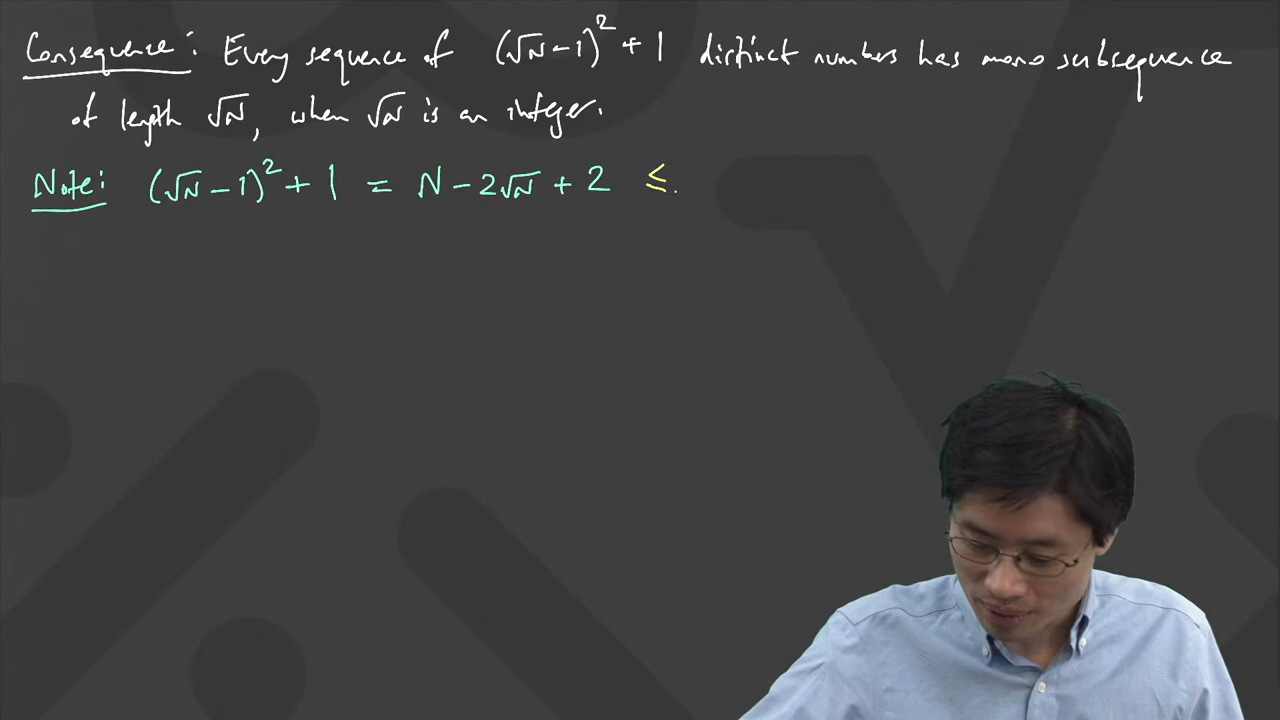 Consequence: Every sequence of (√N-1)² + 1 distinct numbers has mono subsequence
of length √N, when √N is an integer.
Note: (√N-1)² + 1 = N - 2√N + 2 ≤